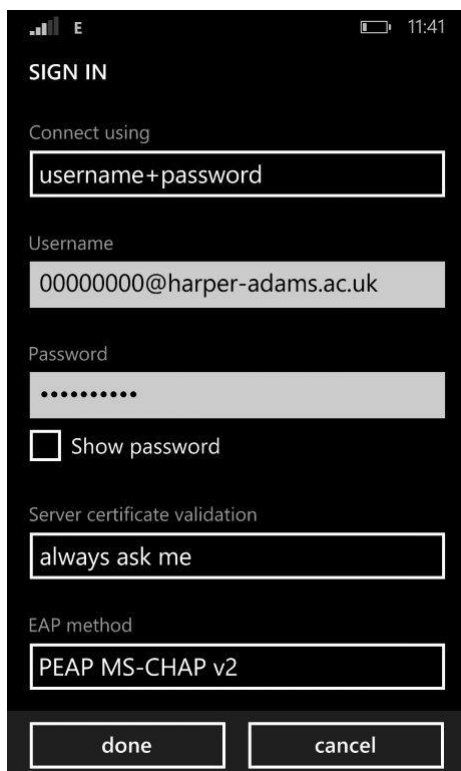 E 11:41
SIGN IN
Connect using
username+password
Username
00000000@harper-adams.ac.uk
Password
••••••••••
Show password
Server certificate validation
always ask me
EAP method
PEAP MS-CHAP v2
done cancel